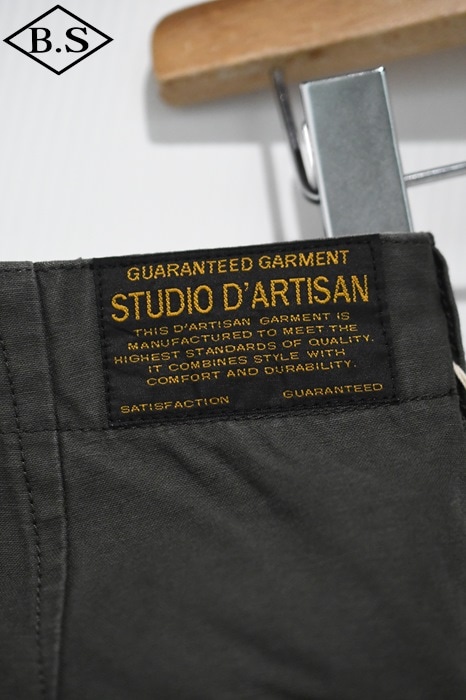 B.S
GUARANTEED GARMENT
STUDIO D'ARTISAN
THIS D'ARTISAN GARMENT IS
MANUFACTURED TO MEET THE
HIGHEST STANDARDS OF QUALITY.
IT COMBINES STYLE WITH
COMFORT AND DURABILITY.
SATISFACTION GUARANTEED